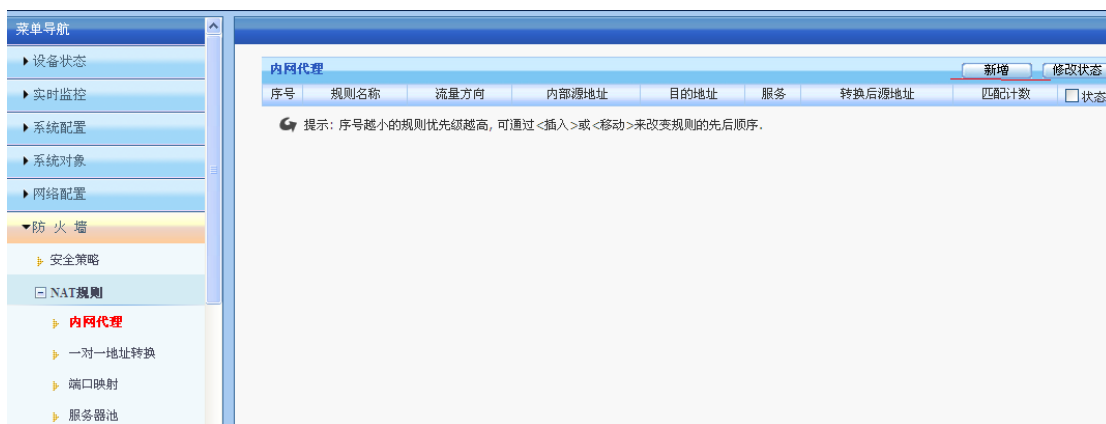 菜单导航
设备状态
实时监控
系统配置
系统对象
网络配置
防 火 墙
安全策略
NAT规则
内网代理
一对一地址转换
端口映射
服务器池
内网代理
新增 修改状态
序号 规则名称 流量方向 内部源地址 目的地址 服务 转换后源地址 匹配计数 状态
提示: 序号越小的规则优先级越高, 可通过<插入>或<移动>来改变规则的先后顺序.